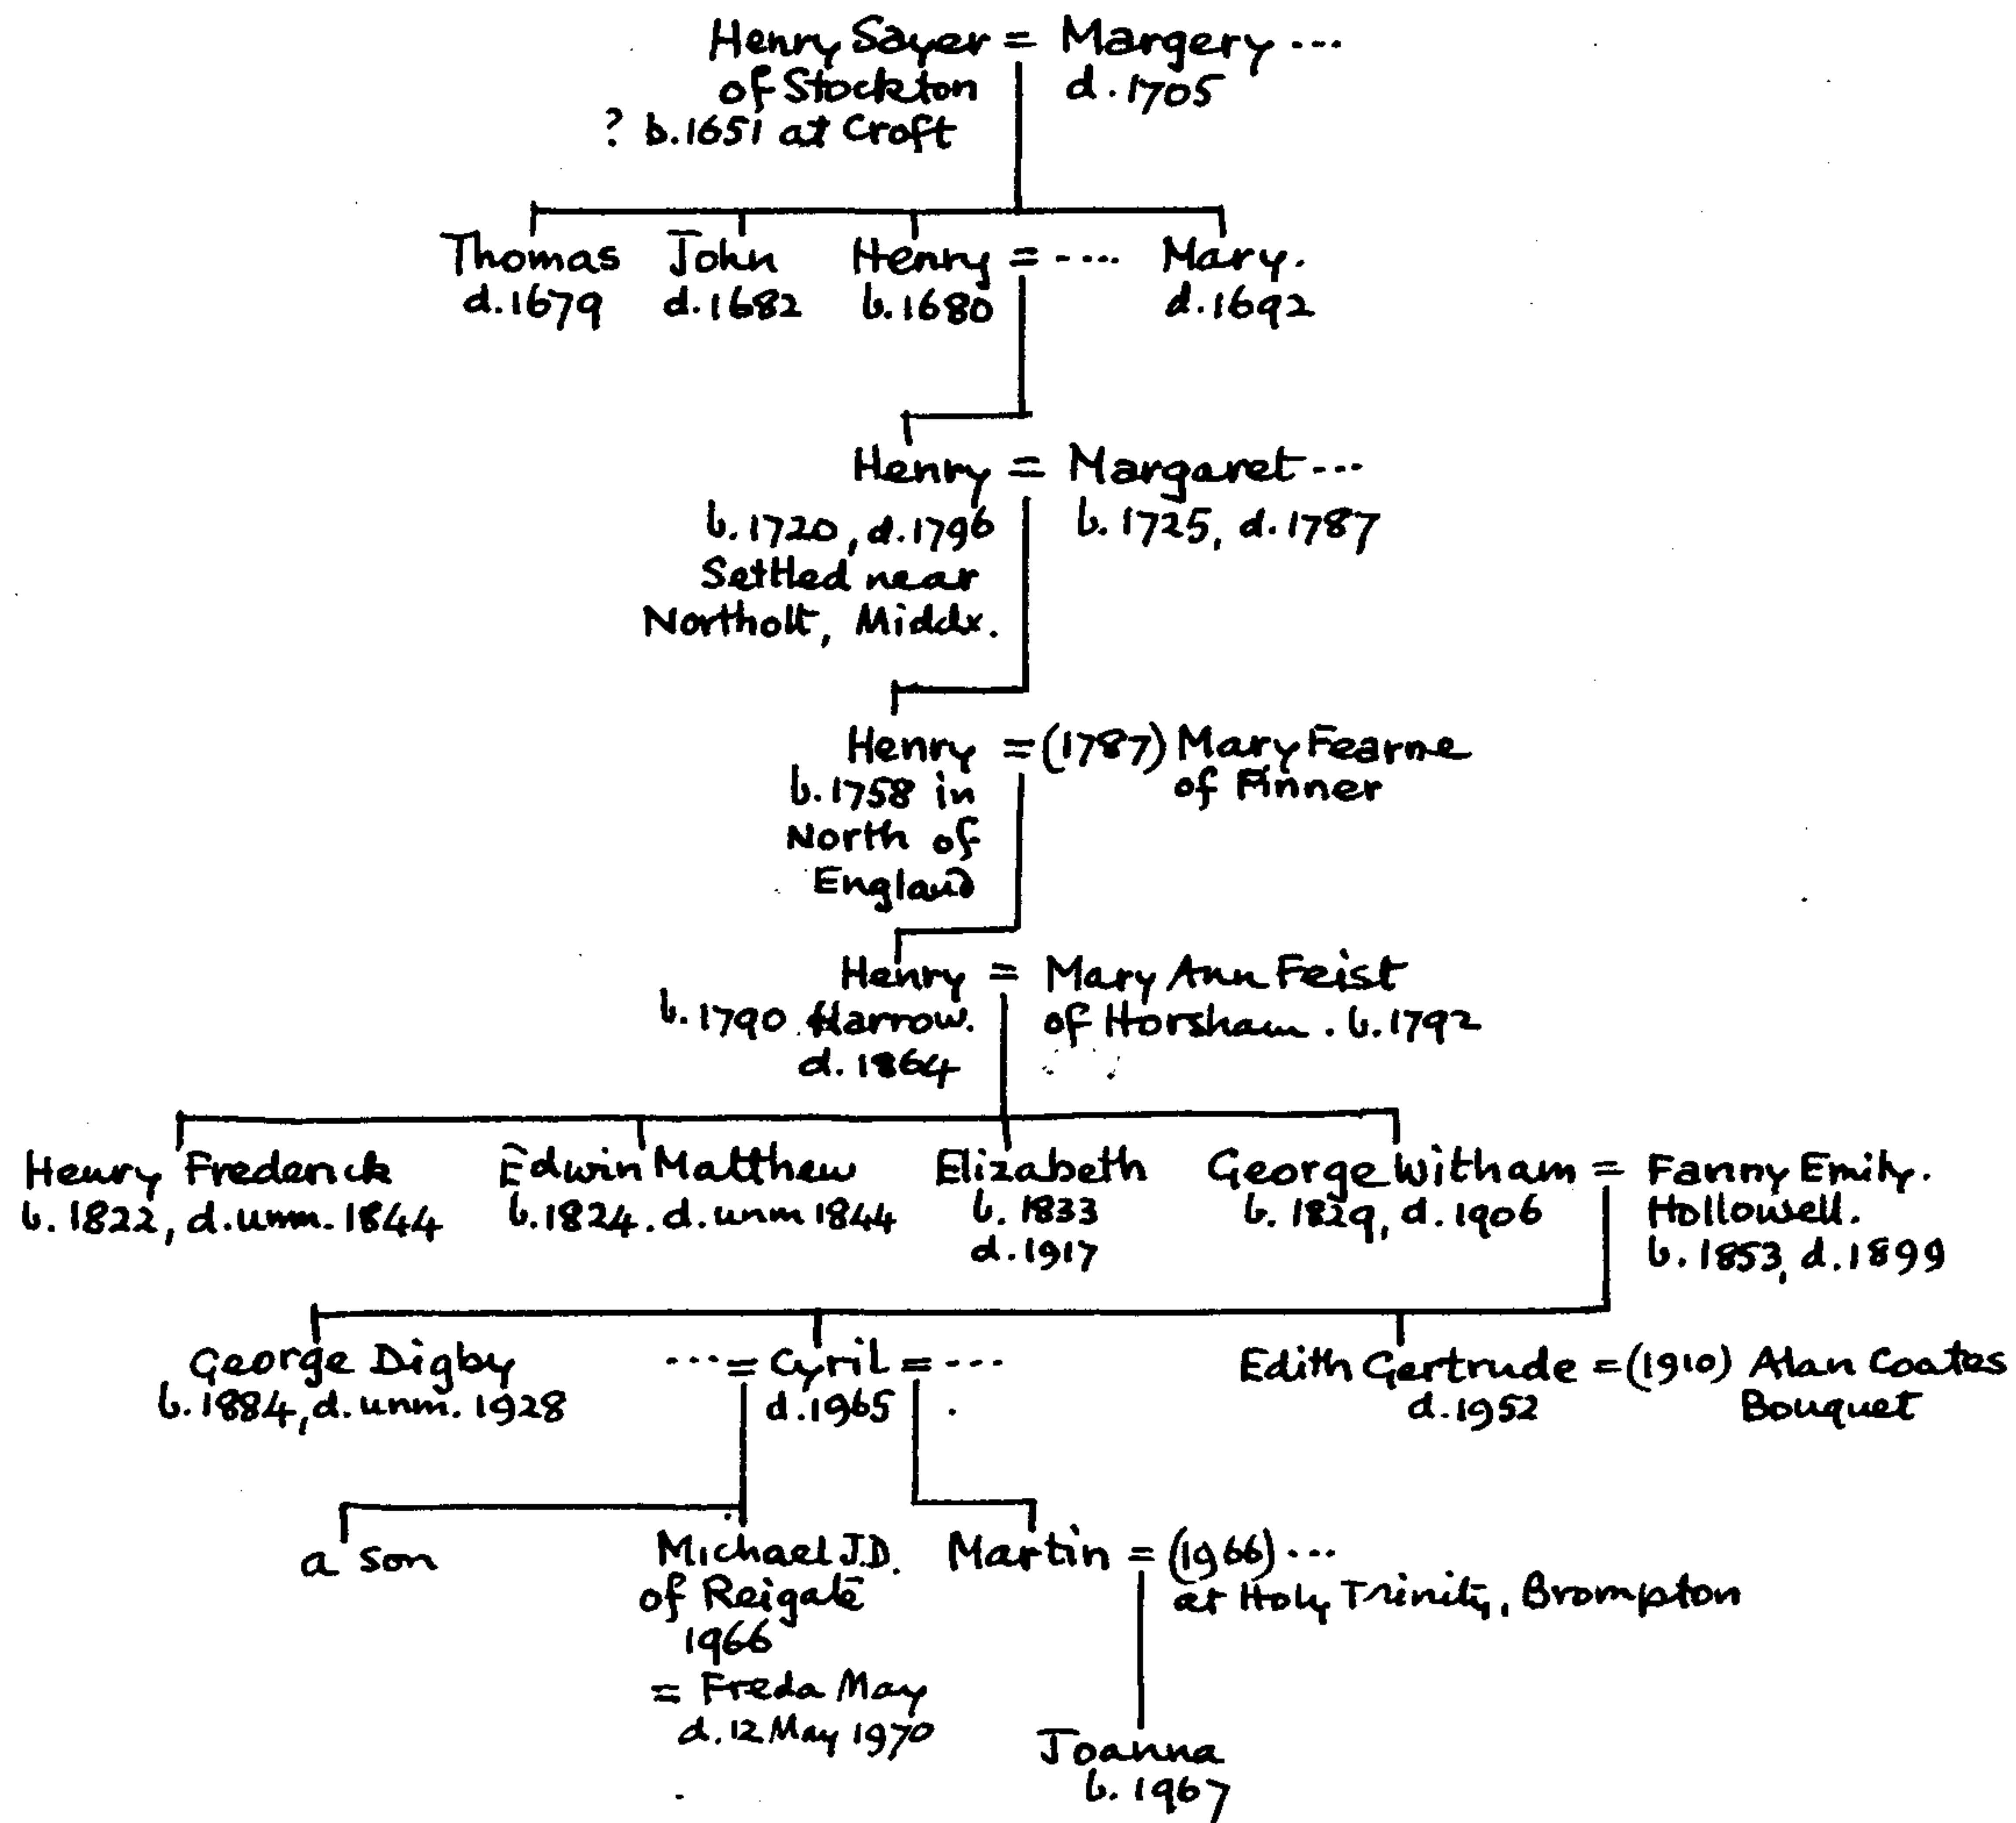 Henry Sayer = Margery ...
of Stockton d. 1705
? b. 1651 at Croft
Thomas John Henry = .... Mary.
d. 1679 d. 1682 b. 1680 d. 1692
Henry = Margaret ...
b. 1720, d. 1796 b. 1725, d. 1787
Settled near
Northolt, Middx.
Henry = (1787) Mary Fearne
b. 1758 in of Pinner
North of
England
Henry = Mary Ann Feist
b. 1790 Harrow. of Horsham. b. 1792
d. 1864
Henry Frederick Edwin Matthew Elizabeth George Witham = Fanny Emily.
b. 1822, d. unm. 1844 b. 1824. d. unm 1844 b. 1833 b. 1829, d. 1906 Hollowell.
d. 1917 b. 1853, d. 1899
George Digby ... = Cyril = ... Edith Gertrude = (1910) Alan Coates
b. 1884, d. unm. 1928 d. 1965 d. 1952 Bouquet
a son Michael J.D. Martin = (1966) ...
of Reigate at Holy Trinity, Brompton
1966
= Freda May
d. 12 May 1970
Joanna
b. 1967